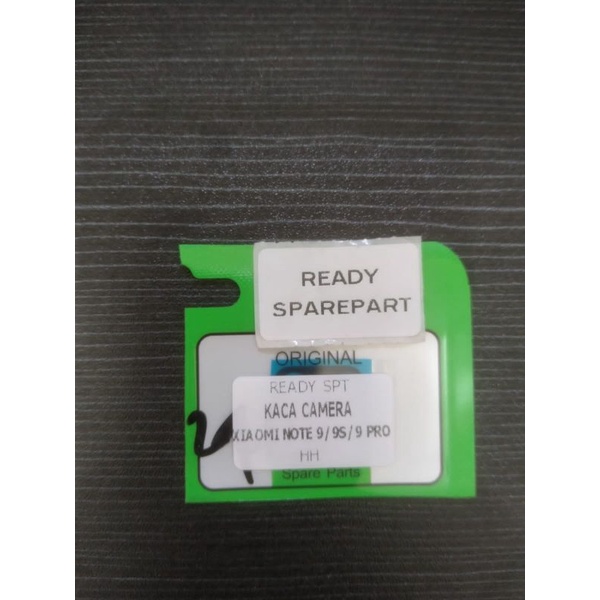 READY
SPAREPART
ORIGINAL
READY SPT
KACA CAMERA
XIAOMI NOTE 9/9S/9 PRO
HH
Spare Parts